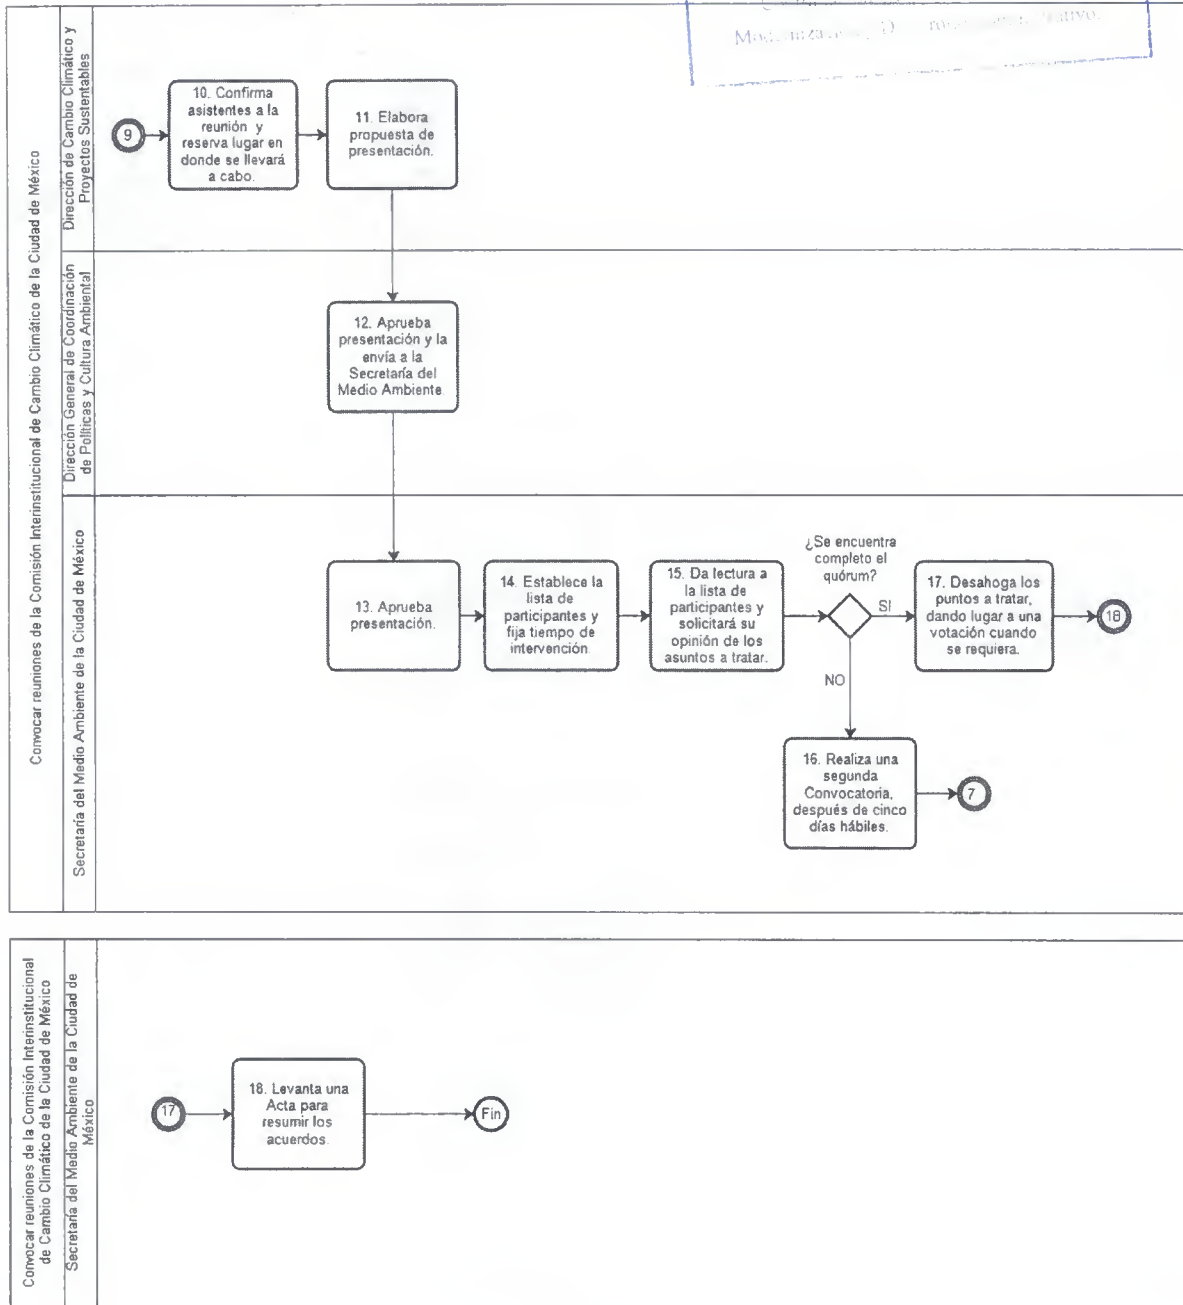 Convocar reuniones de la Comisión Interinstitucional de Cambio Climático de la Ciudad de México
Dirección de Cambio Climático y
Proyectos Sustentables
9
10. Confirma
asistentes a la
reunión y
reserva lugar en
donde se llevará
a cabo.
11. Elabora
propuesta de
presentación.
Dirección General de Coordinación
de Políticas y Cultura Ambiental
12. Aprueba
presentación y la
envía a la
Secretaría del
Medio Ambiente.
Secretaría del Medio Ambiente de la Ciudad de México
13. Aprueba
presentación.
14. Establece la
lista de
participantes y
fija tiempo de
intervención.
15. Da lectura a
la lista de
participantes y
solicitará su
opinión de los
asuntos a tratar.
¿Se encuentra
completo el
quórum?
SI
NO
17. Desahoga los
puntos a tratar,
dando lugar a una
votación cuando
se requiera.
18
16. Realiza una
segunda
Convocatoria,
después de cinco
días hábiles.
7
Convocar reuniones de la Comisión Interinstitucional
de Cambio Climático de la Ciudad de México
Secretaría del Medio Ambiente de la Ciudad de
México
17
18. Levanta una
Acta para
resumir los
acuerdos.
Fin